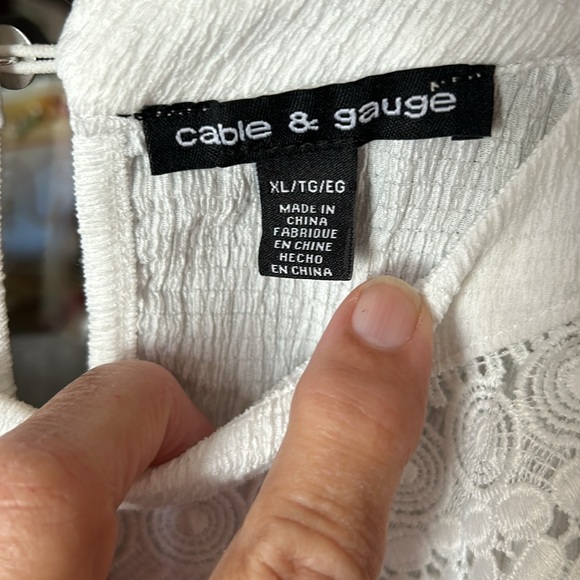 cable & gauge
XL/TG/EG
MADE IN
CHINA
FABRIQUE
EN CHINE
HECHO
EN CHINA